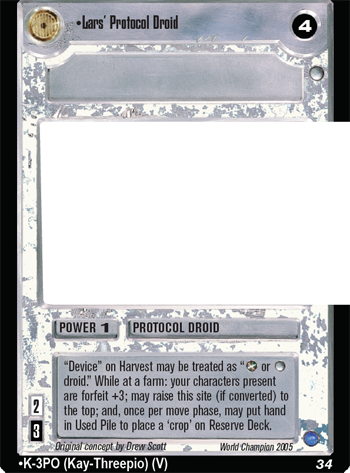 •Lars' Protocol Droid
4
POWER 1
PROTOCOL DROID
"Device" on Harvest may be treated as " or
droid." While at a farm: your characters present
are forfeit +3; may raise this site (if converted) to
the top; and, once per move phase, may put hand
in Used Pile to place a 'crop' on Reserve Deck.
2
3
Original concept by Drew Scott
World Champion 2005
•K-3PO (Kay-Threepio) (V)
34